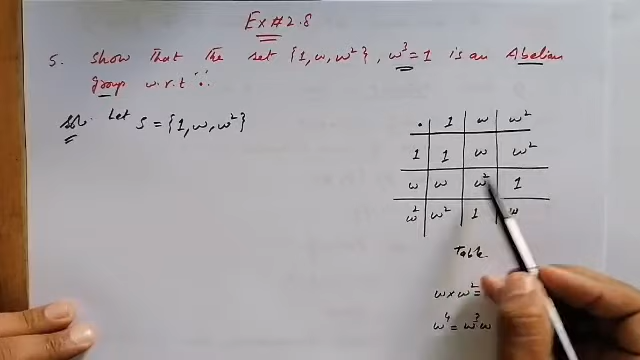 Ex # 2.8
5. Show that the set {1, ω, ω²}, ω³=1 is an Abelian
group w.r.t '.'
Sol. Let S = {1, ω, ω²}
. 1 ω ω²
1 1 ω ω²
ω ω ω² 1
ω² ω² 1 ω
Table
ω × ω² =
ω⁴ = ω³ ω